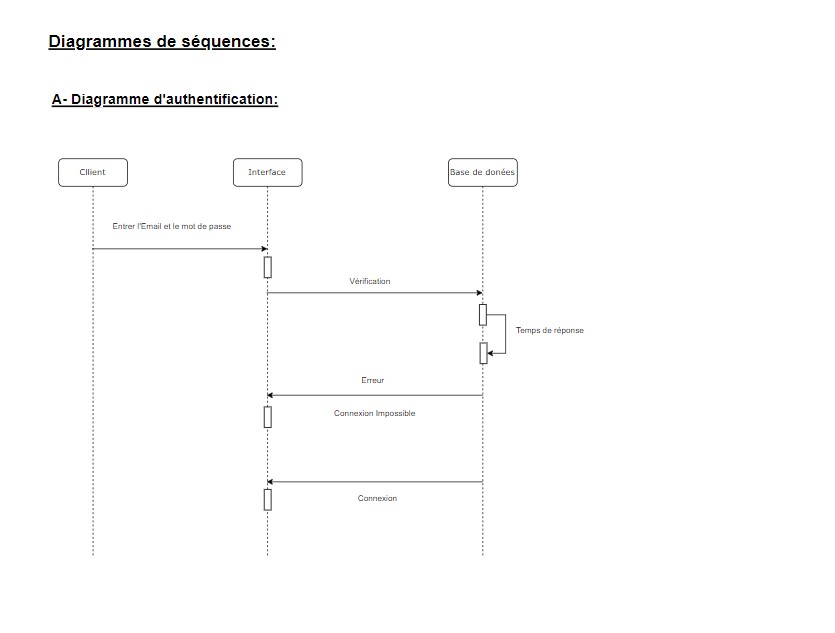 Diagrammes de séquences:
A- Diagramme d'authentification:
Cllient
Interface
Base de donées
Entrer l'Email et le mot de passe
Vérification
Temps de réponse
Erreur
Connexion Impossible
Connexion